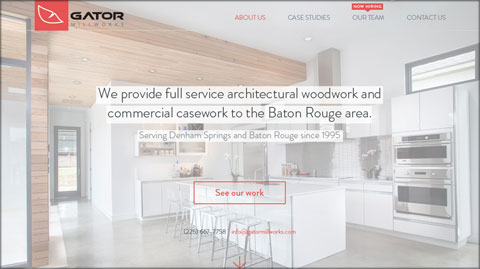 GATOR
MILLWORKS
ABOUT US
CASE STUDIES
NOW HIRING
OUR TEAM
CONTACT US
We provide full service architectural woodwork and
commercial casework to the Baton Rouge area.
Serving Denham Springs and Baton Rouge since 1995
See our work
(225) 667-7758 info@gatormillworks.com